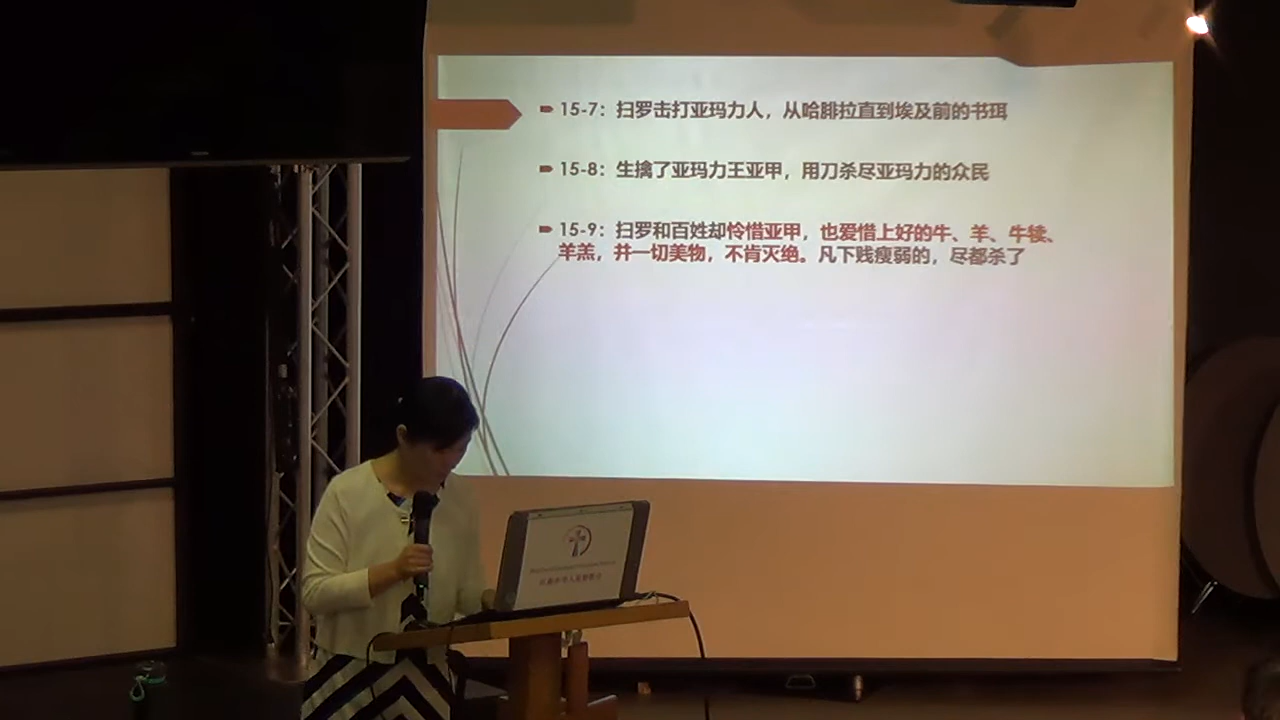 15-7：扫罗击打亚玛力人，从哈腓拉直到埃及前的书珥
15-8：生擒了亚玛力王亚甲，用刀杀尽亚玛力的众民
15-9：扫罗和百姓却怜惜亚甲，也爱惜上好的牛、羊、牛犊、
羊羔，并一切美物，不肯灭绝。凡下贱瘦弱的，尽都杀了